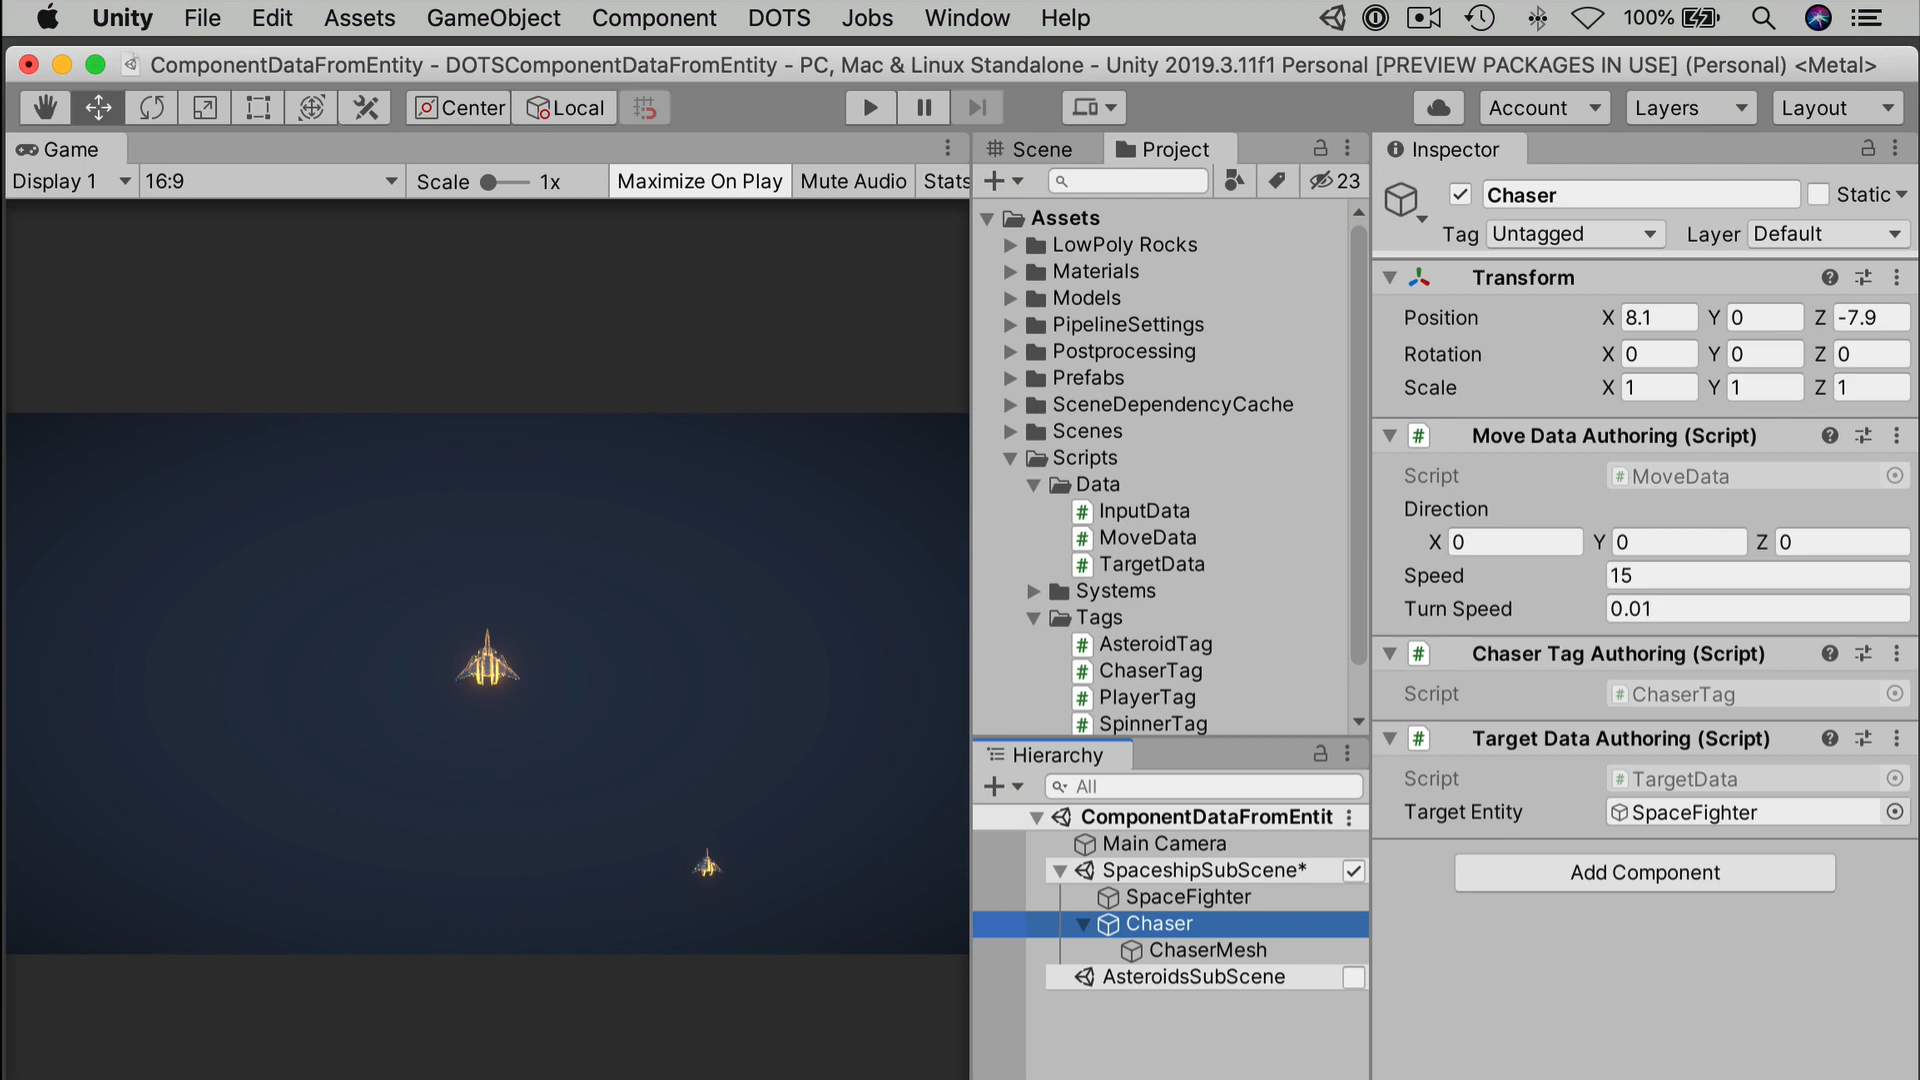 Unity File Edit Assets GameObject Component DOTS Jobs Window Help 100%
ComponentDataFromEntity - DOTSComponentDataFromEntity - PC, Mac & Linux Standalone - Unity 2019.3.11f1 Personal [PREVIEW PACKAGES IN USE] (Personal) <Metal>
Center Local Account Layers Layout
Game
Display 1 16:9 Scale 1x Maximize On Play Mute Audio Stats
Scene Project
23
Assets
LowPoly Rocks
Materials
Models
PipelineSettings
Postprocessing
Prefabs
SceneDependencyCache
Scenes
Scripts
Data
# InputData
# MoveData
# TargetData
Systems
Tags
# AsteroidTag
# ChaserTag
# PlayerTag
# SpinnerTag
Hierarchy
All
ComponentDataFromEntit
Main Camera
SpaceshipSubScene*
SpaceFighter
Chaser
ChaserMesh
AsteroidsSubScene
Inspector
Chaser Static
Tag Untagged Layer Default
Transform
Position X 8.1 Y 0 Z -7.9
Rotation X 0 Y 0 Z 0
Scale X 1 Y 1 Z 1
# Move Data Authoring (Script)
Script # MoveData
Direction
X 0 Y 0 Z 0
Speed 15
Turn Speed 0.01
# Chaser Tag Authoring (Script)
Script # ChaserTag
# Target Data Authoring (Script)
Script # TargetData
Target Entity SpaceFighter
Add Component